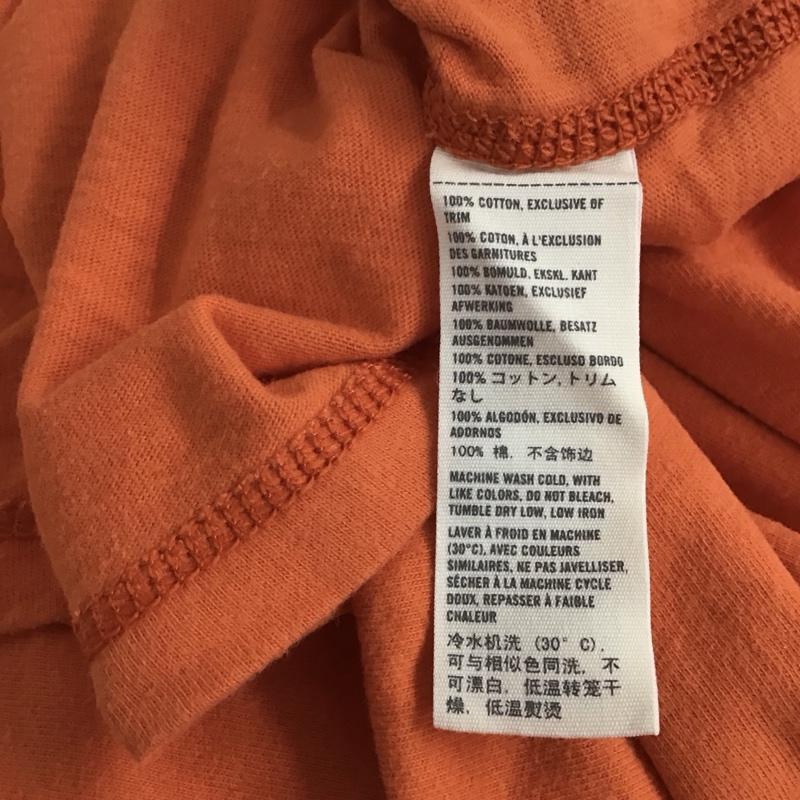 100% COTTON, EXCLUSIVE OF
TRIM
100% COTON, À L'EXCLUSION
DES GARNITURES
100% BOMULD. EKSKL. KANT
100% KATOEN, EXCLUSIEF
AFWERKING
100% BAUMWOLLE, BESATZ
AUSGENOMMEN
100% COTONE, ESCLUSO BORDO
100% コットン, トリム
なし
100% ALGODÓN, EXCLUSIVO DE
ADORNOS
100% 棉. 不含饰边
MACHINE WASH COLD, WITH
LIKE COLORS, DO NOT BLEACH,
TUMBLE DRY LOW, LOW IRON
LAVER À FROID EN MACHINE
(30°C), AVEC COULEURS
SIMILAIRES, NE PAS JAVELLISER,
SÉCHER À LA MACHINE CYCLE
DOUX, REPASSER À FAIBLE
CHALEUR
冷水机洗 (30° C).
可与相似色同洗. 不
可漂白. 低温转笼干
燥. 低温熨烫